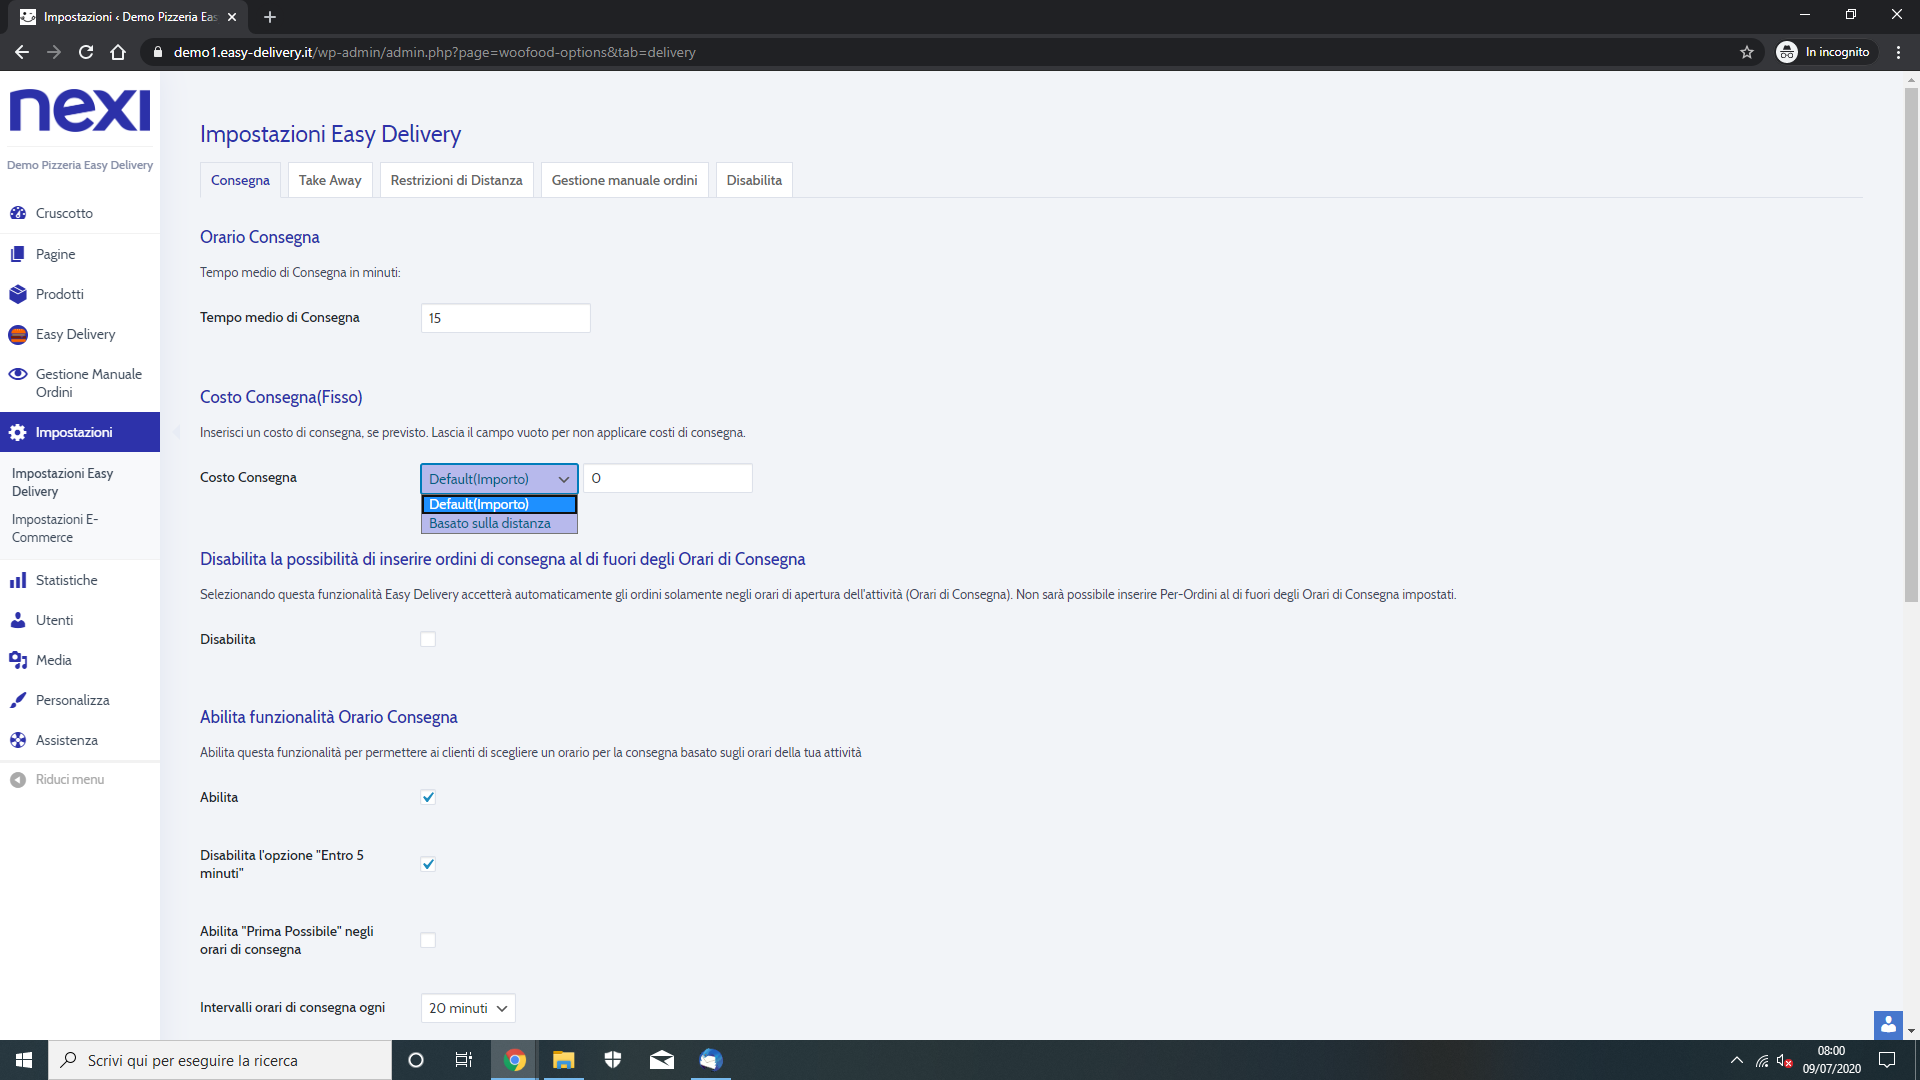 Impostazioni ‹ Demo Pizzeria Eas
demo1.easy-delivery.it/wp-admin/admin.php?page=woofood-options&tab=delivery
In incognito
nexi
Demo Pizzeria Easy Delivery
Cruscotto
Pagine
Prodotti
Easy Delivery
Gestione Manuale
Ordini
Impostazioni
Impostazioni Easy
Delivery
Impostazioni E-
Commerce
Statistiche
Utenti
Media
Personalizza
Assistenza
Riduci menu
Impostazioni Easy Delivery
Consegna
Take Away
Restrizioni di Distanza
Gestione manuale ordini
Disabilita
Orario Consegna
Tempo medio di Consegna in minuti:
Tempo medio di Consegna
15
Costo Consegna(Fisso)
Inserisci un costo di consegna, se previsto. Lascia il campo vuoto per non applicare costi di consegna.
Costo Consegna
Default(Importo)
0
Default(Importo)
Basato sulla distanza
Disabilita la possibilità di inserire ordini di consegna al di fuori degli Orari di Consegna
Selezionando questa funzionalità Easy Delivery accetterà automaticamente gli ordini solamente negli orari di apertura dell'attività (Orari di Consegna). Non sarà possibile inserire Per-Ordini al di fuori degli Orari di Consegna impostati.
Disabilita
Abilita funzionalità Orario Consegna
Abilita questa funzionalità per permettere ai clienti di scegliere un orario per la consegna basato sugli orari della tua attività
Abilita
Disabilita l'opzione "Entro 5
minuti"
Abilita "Prima Possibile" negli
orari di consegna
Intervalli orari di consegna ogni
20 minuti
Scrivi qui per eseguire la ricerca
08:00
09/07/2020